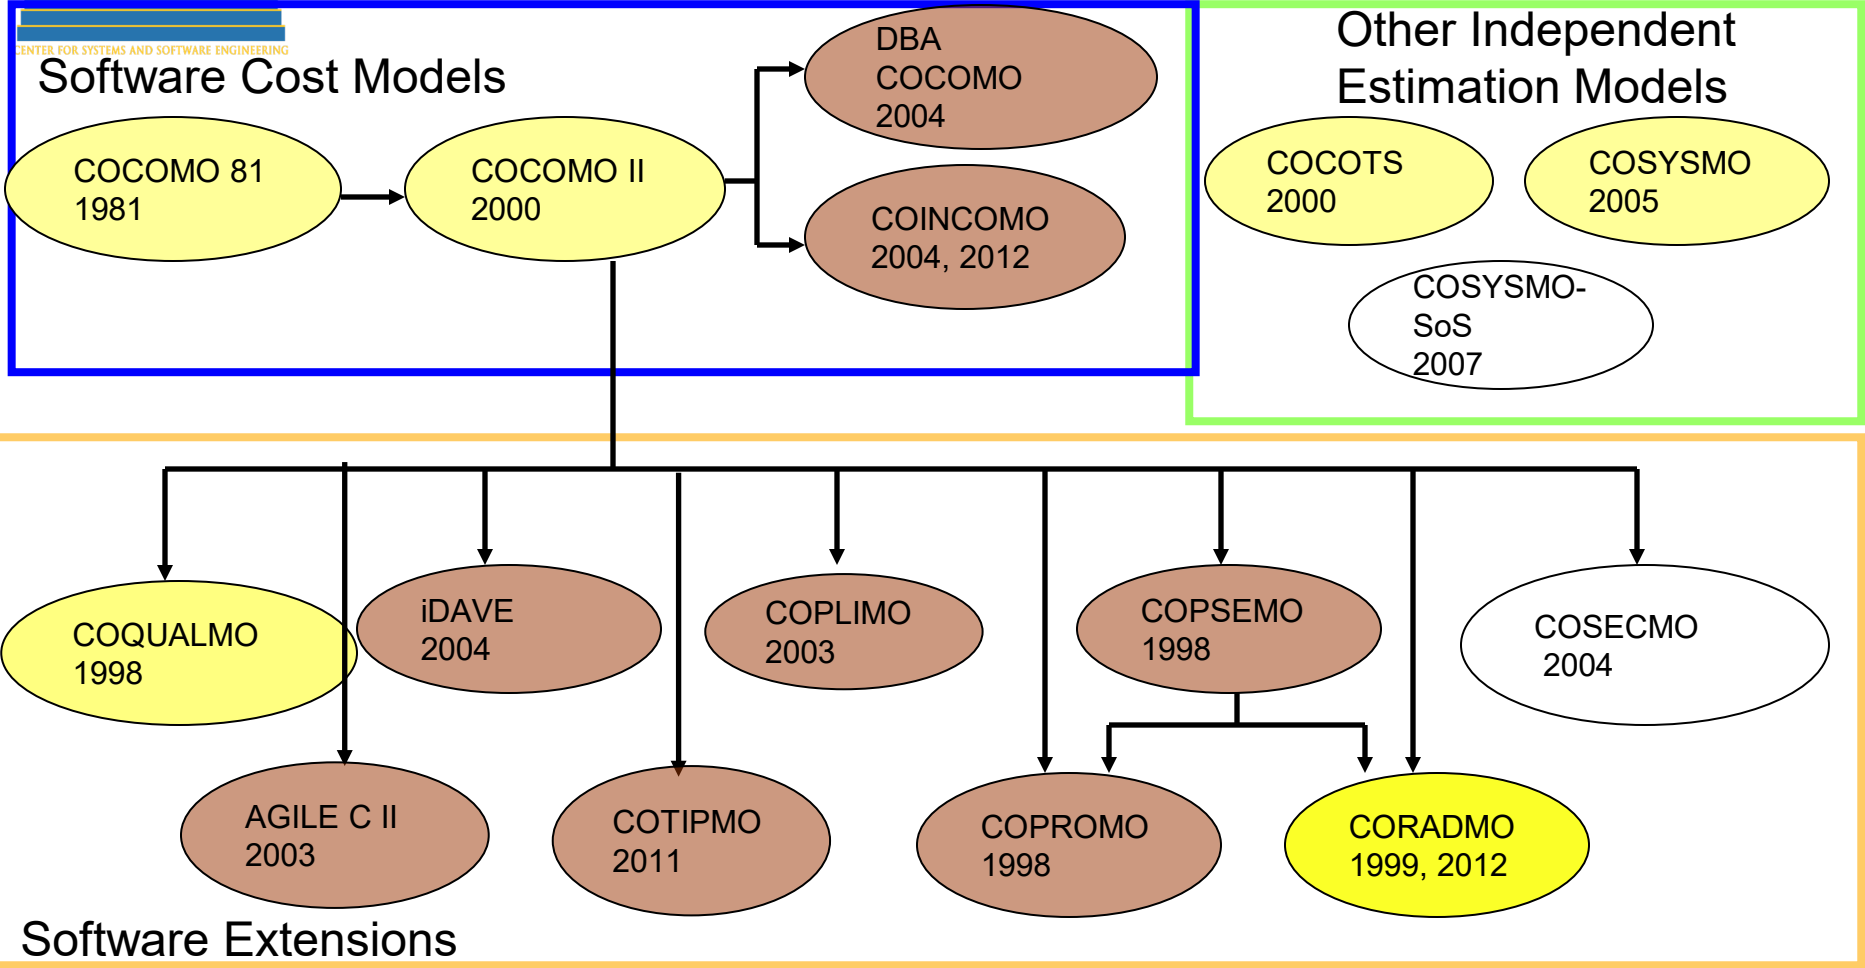 CENTER FOR SYSTEMS AND SOFTWARE ENGINEERING
Software Cost Models
COCOMO 81
1981
COCOMO II
2000
DBA
COCOMO
2004
COINCOMO
2004, 2012
Other Independent
Estimation Models
COCOTS
2000
COSYSMO
2005
COSYSMO-
SoS
2007
COQUALMO
1998
iDAVE
2004
COPLIMO
2003
COPSEMO
1998
COSECMO
2004
AGILE C II
2003
COTIPMO
2011
COPROMO
1998
CORADMO
1999, 2012
Software Extensions